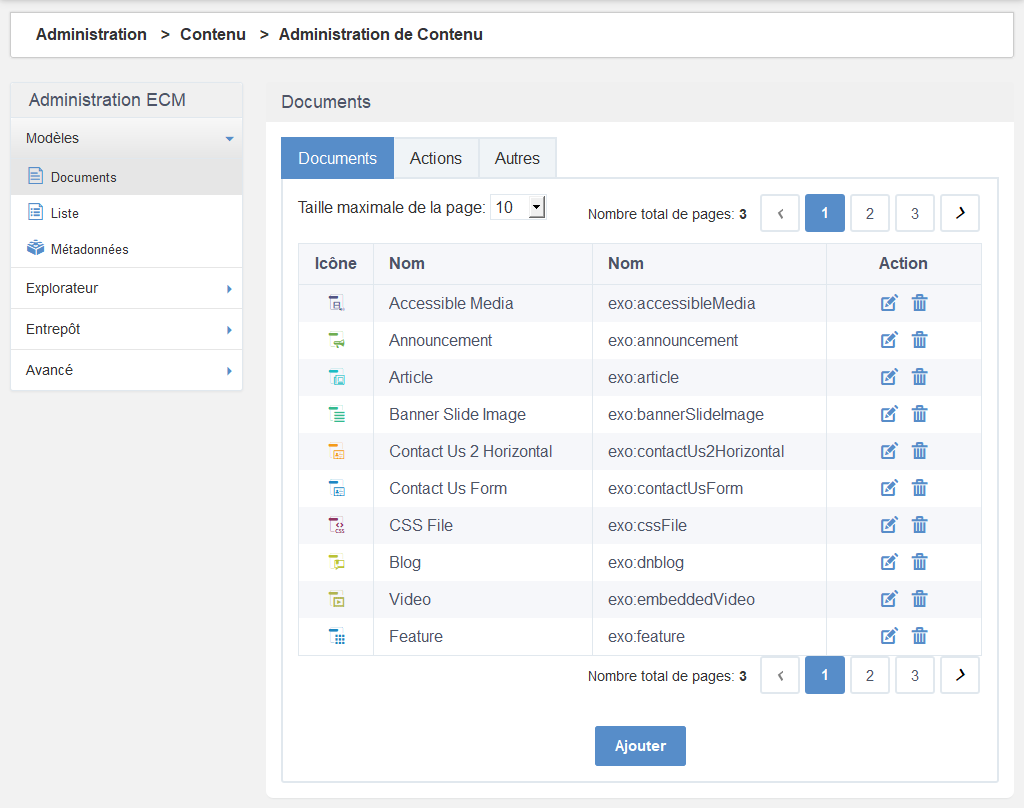 Administration > Contenu > Administration de Contenu
Administration ECM
Modèles
Documents
Liste
Métadonnées
Explorateur
Entrepôt
Avancé
Documents
Documents Actions Autres
Taille maximale de la page: 10 Nombre total de pages: 3 ‹ 1 2 3 >
Icône Nom Nom Action
Accessible Media exo:accessibleMedia
Announcement exo:announcement
Article exo:article
Banner Slide Image exo:bannerSlideImage
Contact Us 2 Horizontal exo:contactUs2Horizontal
Contact Us Form exo:contactUsForm
CSS CSS File exo:cssFile
Blog exo:dnblog
Video exo:embeddedVideo
Feature exo:feature
Nombre total de pages: 3 ‹ 1 2 3 >
Ajouter